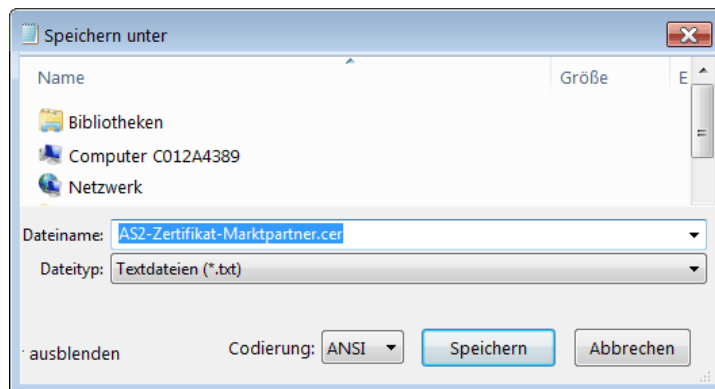 Speichern unter
Name Größe E
Bibliotheken
Computer C012A4389
Netzwerk
Dateiname: AS2-Zertifikat-Marktpartner.cer
Dateityp: Textdateien (*.txt)
ausblenden Codierung: ANSI Speichern Abbrechen